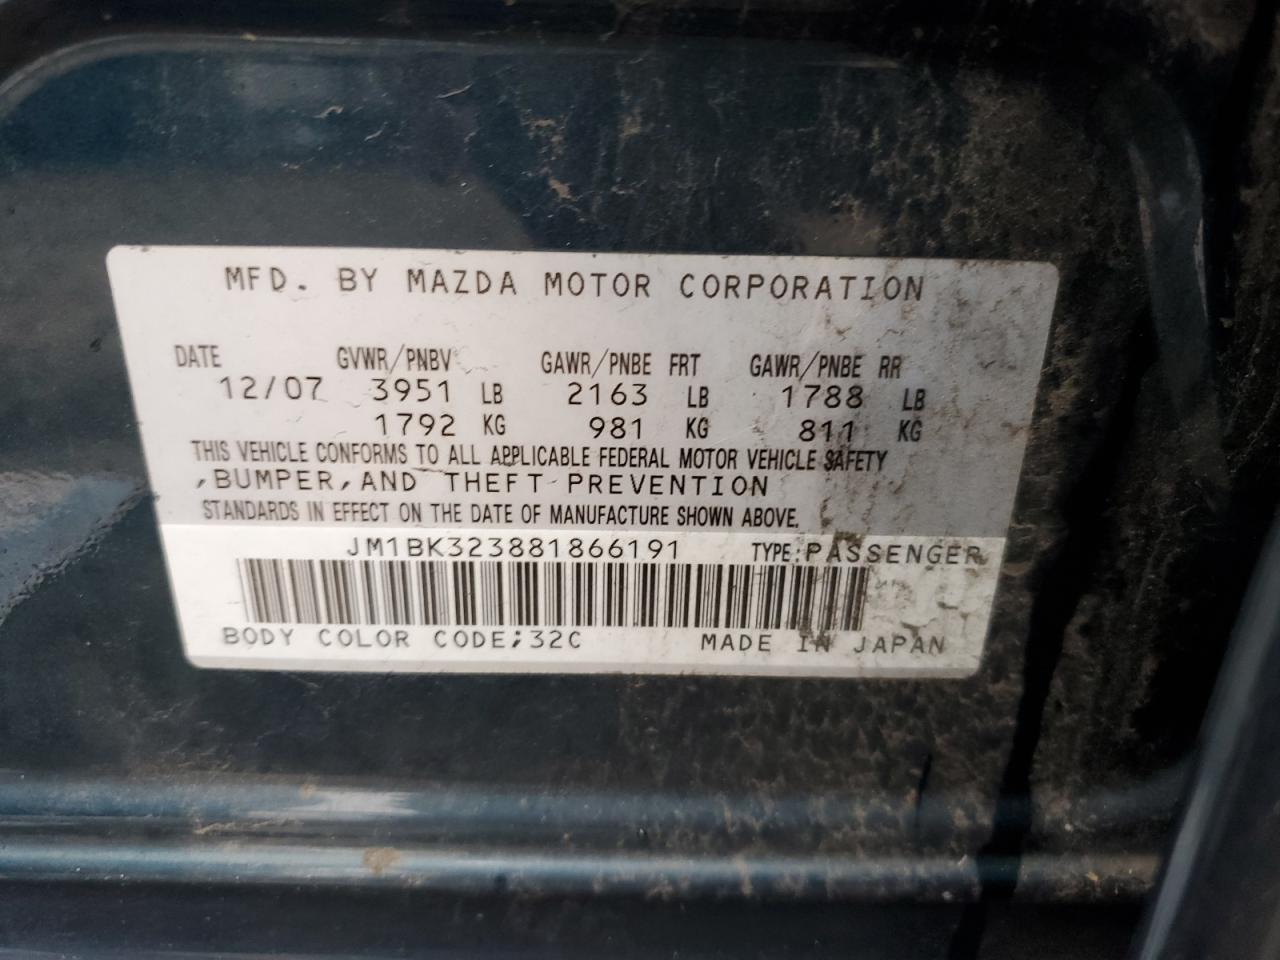 MFD. BY MAZDA MOTOR CORPORATION
DATE GVWR/PNBV GAWR/PNBE FRT GAWR/PNBE RR
12/07 3951 LB 2163 LB 1788 LB
1792 KG 981 KG 811 KG
THIS VEHICLE CONFORMS TO ALL APPLICABLE FEDERAL MOTOR VEHICLE SAFETY
,BUMPER,AND THEFT PREVENTION
STANDARDS IN EFFECT ON THE DATE OF MANUFACTURE SHOWN ABOVE.
JM1BK323881866191 TYPE:PASSENGER
BODY COLOR CODE;32C MADE IN JAPAN